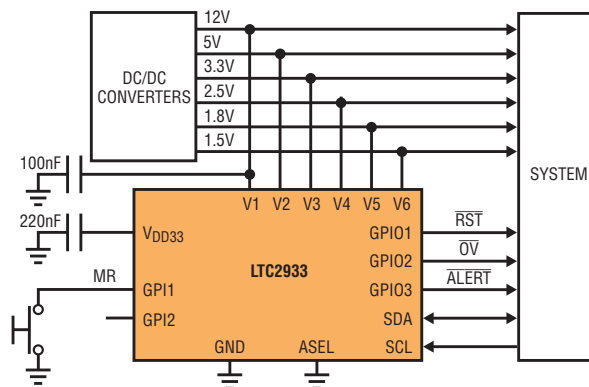 12V
5V
3.3V
2.5V
1.8V
1.5V
DC/DC
CONVERTERS
SYSTEM
100nF
220nF
V1 V2 V3 V4 V5 V6
VDD33
GPIO1
RST
GPIO2
OV
LTC2933
MR
GPI1
GPIO3
ALERT
GPI2
SDA
GND
ASEL
SCL